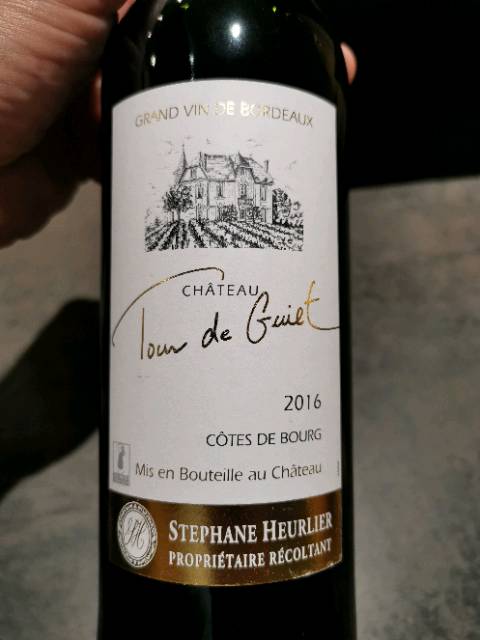 GRAND VIN DE BORDEAUX
CHÂTEAU
Tour de Guiet
2016
CÔTES DE BOURG
Mis en Bouteille au Château
STEPHANE HEURLIER
PROPRIÉTAIRE RÉCOLTANT